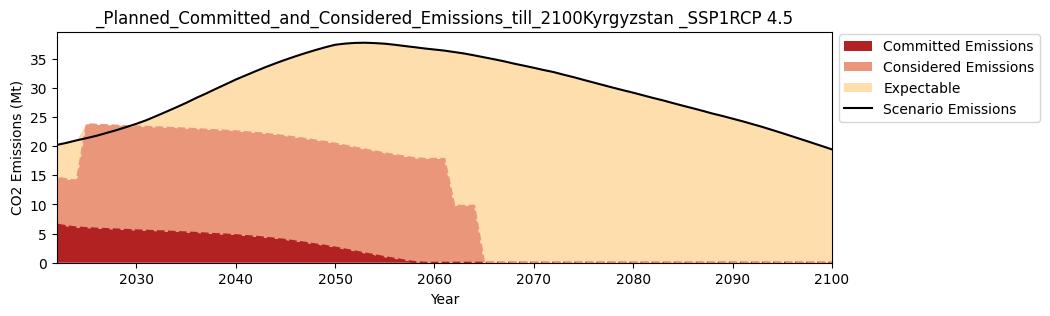 _Planned_Committed_and_Considered_Emissions_till_2100Kyrgyzstan _SSP1RCP 4.5
CO2 Emissions (Mt)
35
30
25
20
15
10
5
0
2030 2040 2050 2060 2070 2080 2090 2100
Year
Committed Emissions
Considered Emissions
Expectable
Scenario Emissions